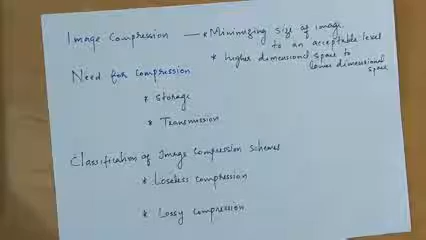 Image Compression — * Minimizing size of image
to an acceptable level
* higher dimensional space to
lower dimensional
space
Need for compression
* Storage
* Transmission
Classification of Image Compression Schemes
* Loseless compression
* Lossy compression